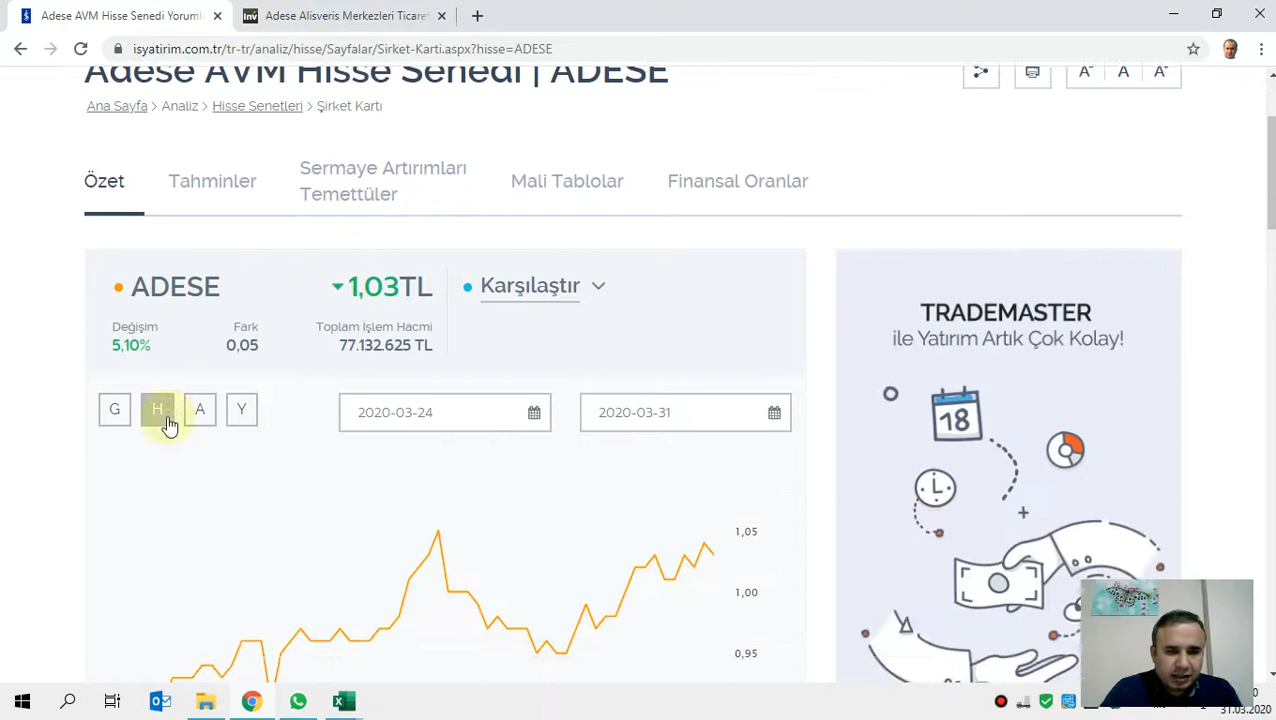 Adese AVM Hisse Senedi Yorumla
Adese Alisveris Merkezleri Ticaret
isyatirim.com.tr/tr-tr/analiz/hisse/Sayfalar/Sirket-Karti.aspx?hisse=ADESE
Adese AVM Hisse Senedi | ADESE
A A A
Ana Sayfa > Analiz > Hisse Senetleri > Şirket Kartı
Özet
Tahminler
Sermaye Artırımları
Temettüler
Mali Tablolar
Finansal Oranlar
ADESE
1,03TL
Karşılaştır
Değişim
Fark
Toplam İşlem Hacmi
5,10%
0,05
77.132.625 TL
G H A Y
2020-03-24
2020-03-31
1,05
1,00
0,95
TRADEMASTER
ile Yatırım Artık Çok Kolay!
18
31.03.2020